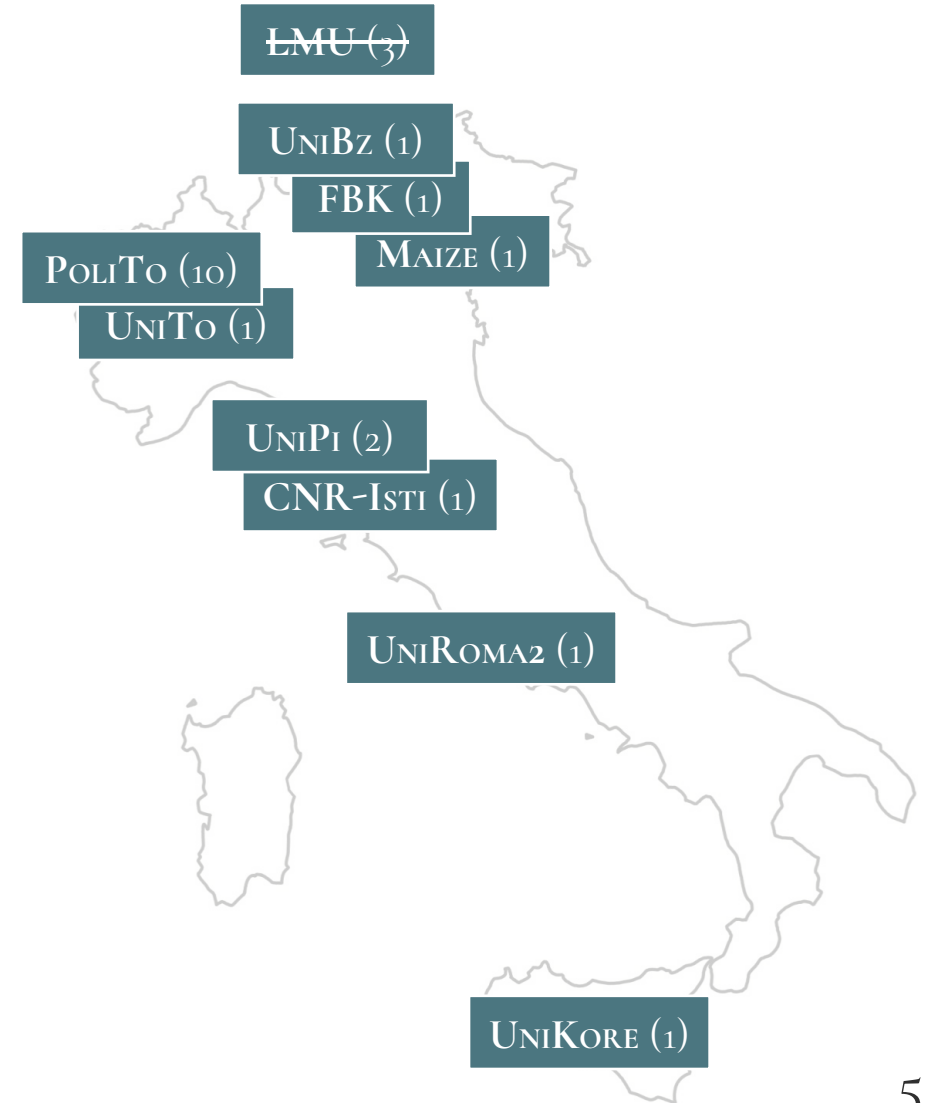 LMU (3)
UniBz (1)
FBK (1)
Maize (1)
PoliTo (10)
UniTo (1)
UniPi (2)
CNR-Isti (1)
UniRoma2 (1)
UniKore (1)
5